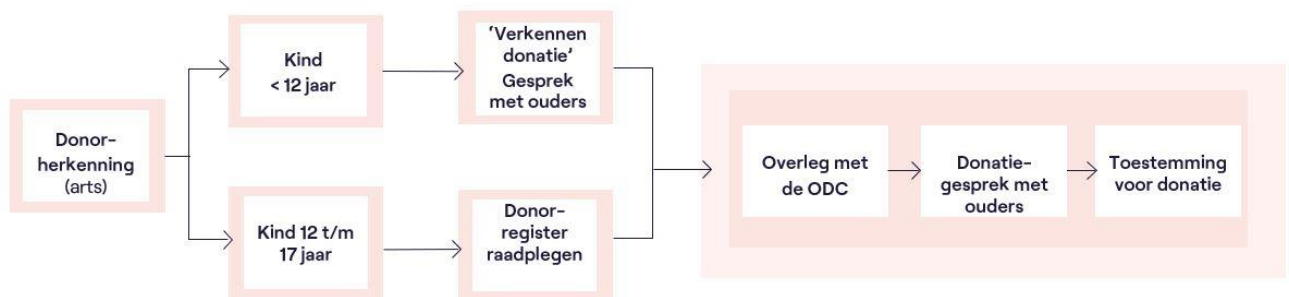 Donor-
herkenning
(arts)
Kind
< 12 jaar
‘Verkennen
donatie’
Gesprek
met ouders
Kind 12 t/m
17 jaar
Donor-
register
raadplegen
Overleg met
de ODC
Donatie-
gesprek met
ouders
Toestemming
voor donatie